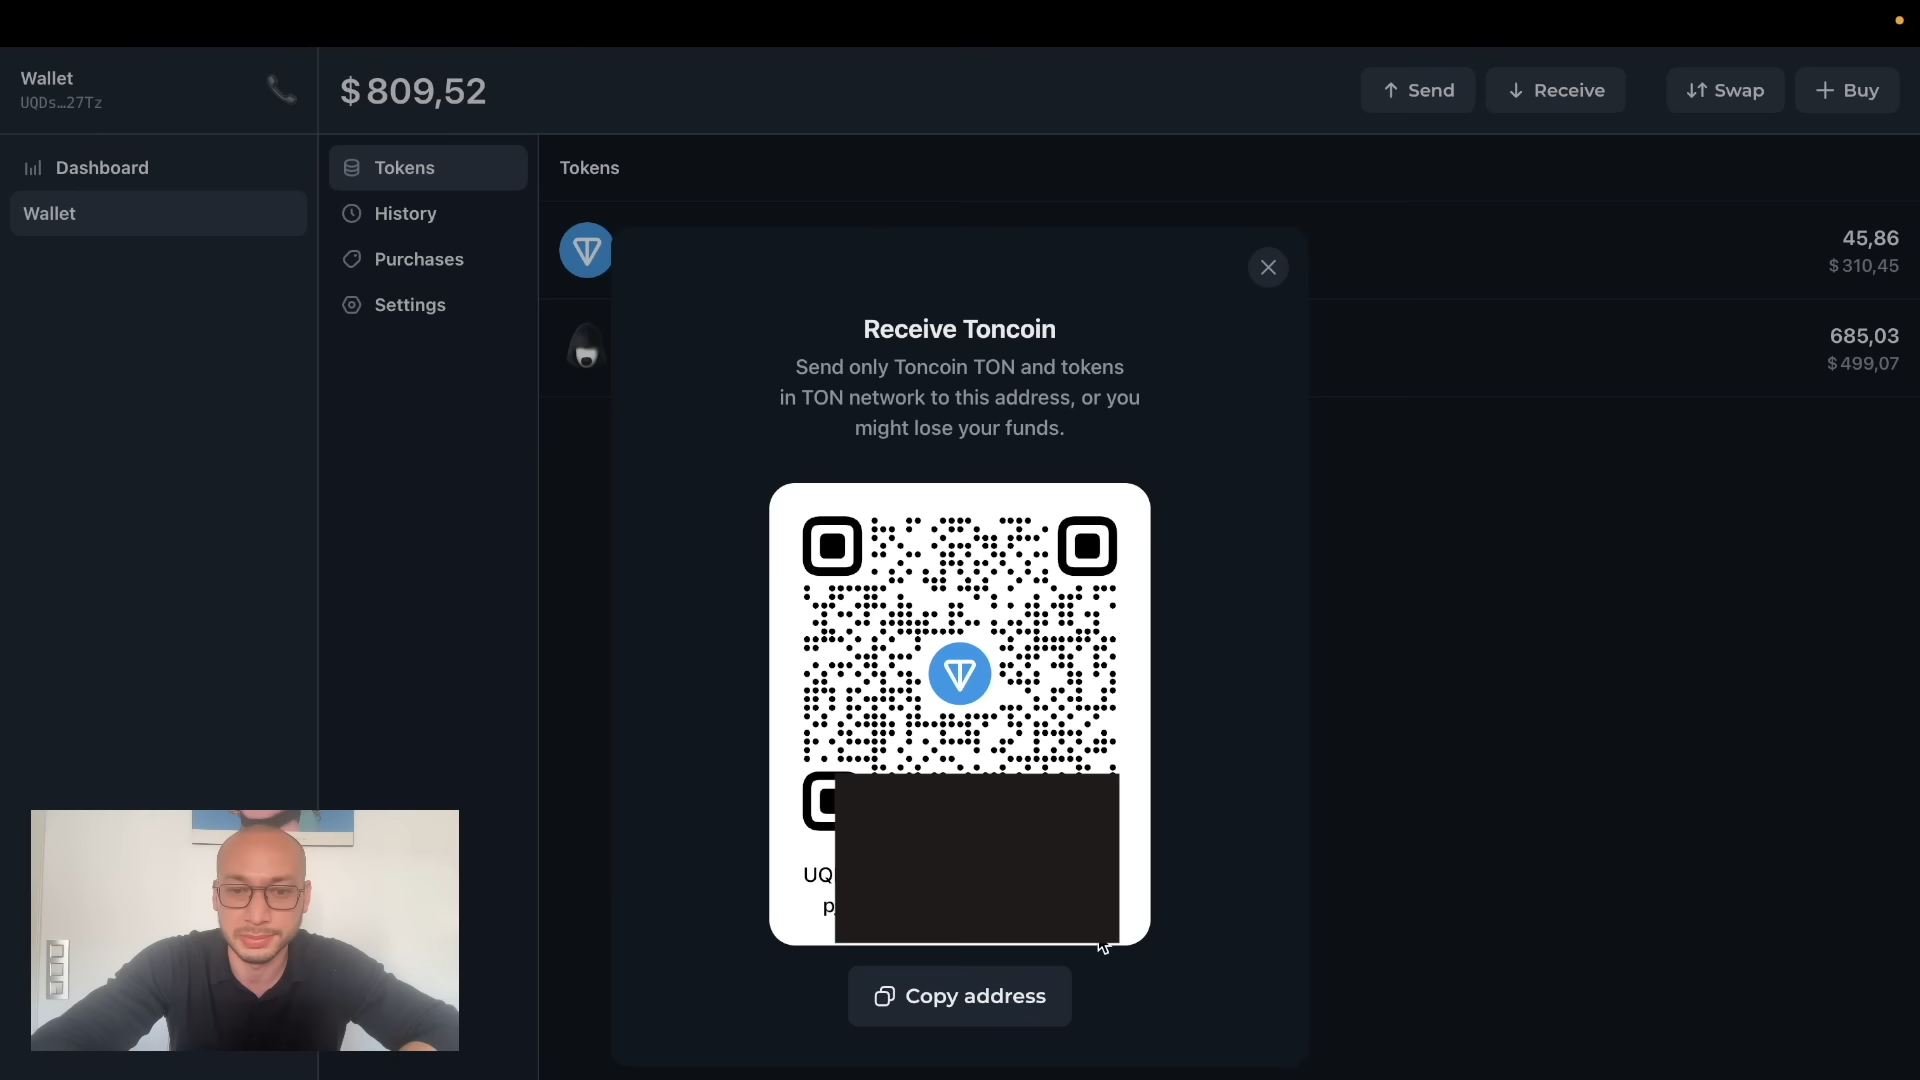 Wallet
UQDs…27Tz
$809,52
Send
Receive
Swap
Buy
Dashboard
Wallet
Tokens
History
Purchases
Settings
Tokens
45,86
$310,45
685,03
$499,07
Receive Toncoin
Send only Toncoin TON and tokens
in TON network to this address, or you
might lose your funds.
UQ
p
Copy address